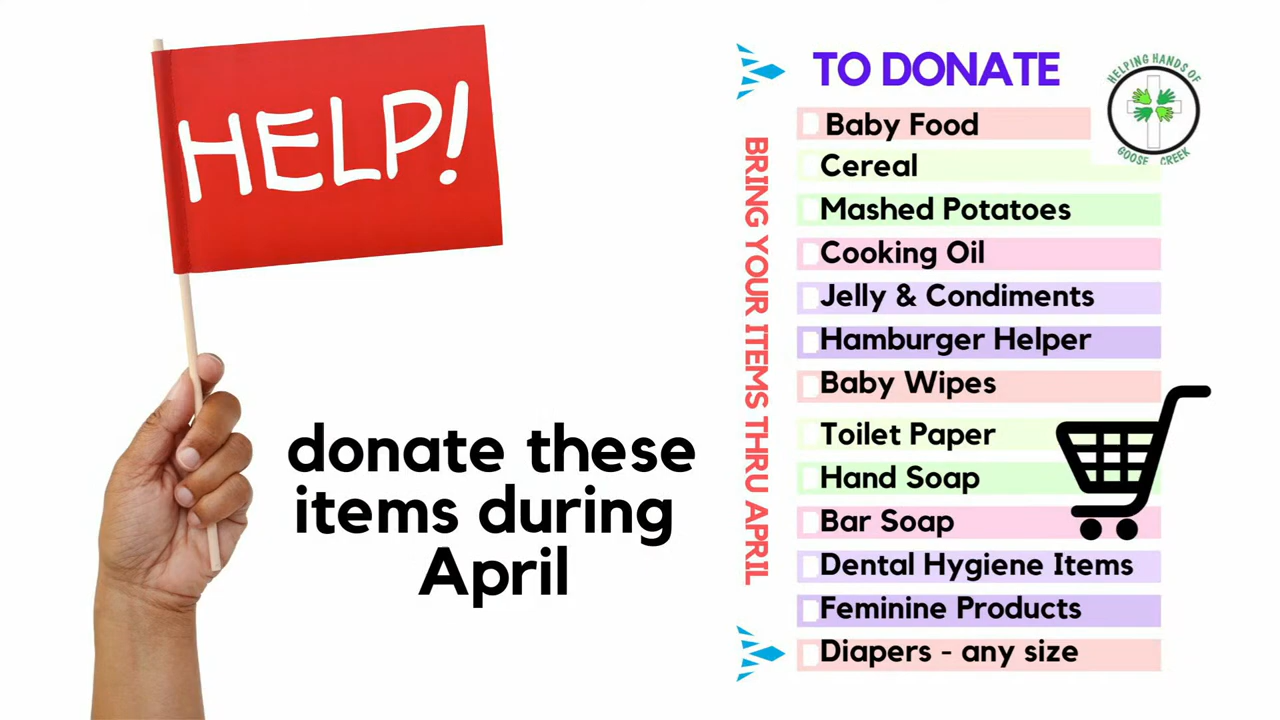 HELP!
donate these
items during
April
BRING YOUR ITEMS THRU APRIL
TO DONATE
HELPING HANDS OF
GOOSE CREEK
Baby Food
Cereal
Mashed Potatoes
Cooking Oil
Jelly & Condiments
Hamburger Helper
Baby Wipes
Toilet Paper
Hand Soap
Bar Soap
Dental Hygiene Items
Feminine Products
Diapers - any size